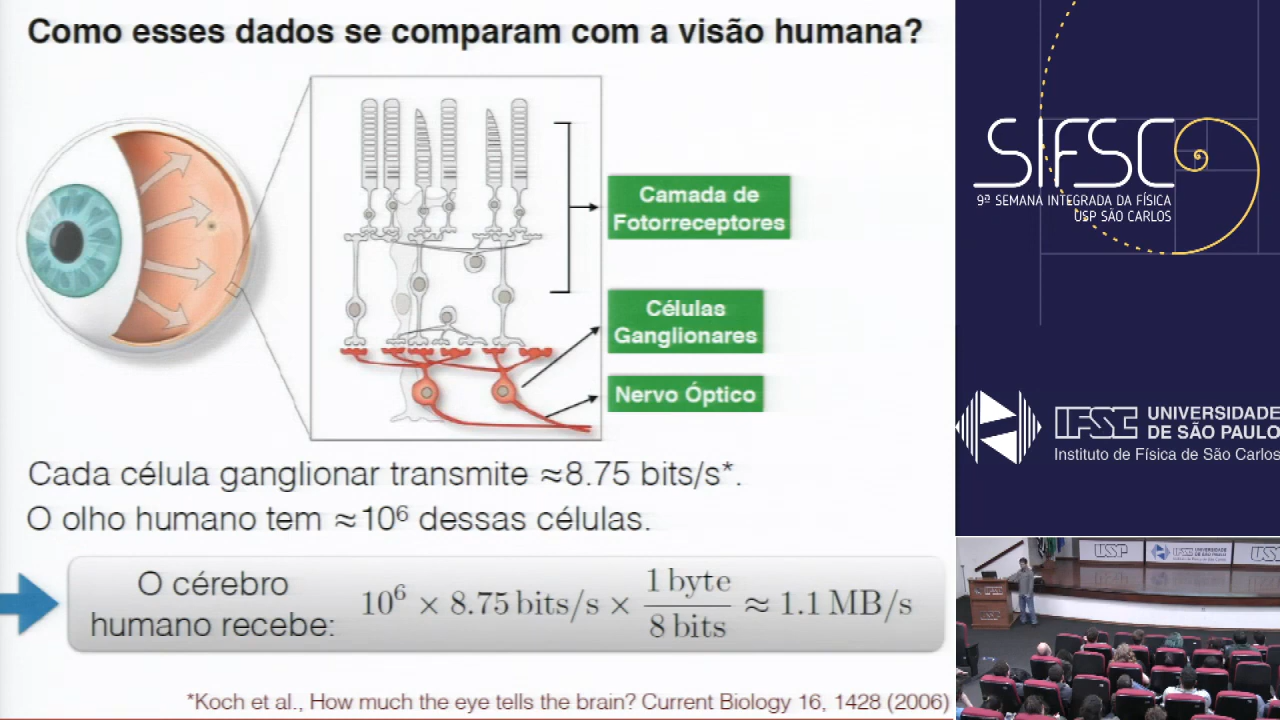 Como esses dados se comparam com a visão humana?
Camada de
Fotorreceptores
Células
Ganglionares
Nervo Óptico
Cada célula ganglionar transmite ≈8.75 bits/s*.
O olho humano tem ≈10⁶ dessas células.
O cérebro
humano recebe:
10⁶ × 8.75 bits/s × 1 byte / 8 bits ≈ 1.1 MB/s
*Koch et al., How much the eye tells the brain? Current Biology 16, 1428 (2006)
SIFSC
9ª SEMANA INTEGRADA DA FÍSICA
USP SÃO CARLOS
IFSC
UNIVERSIDADE
DE SÃO PAULO
Instituto de Física de São Carlos
USP
IFSC
USP